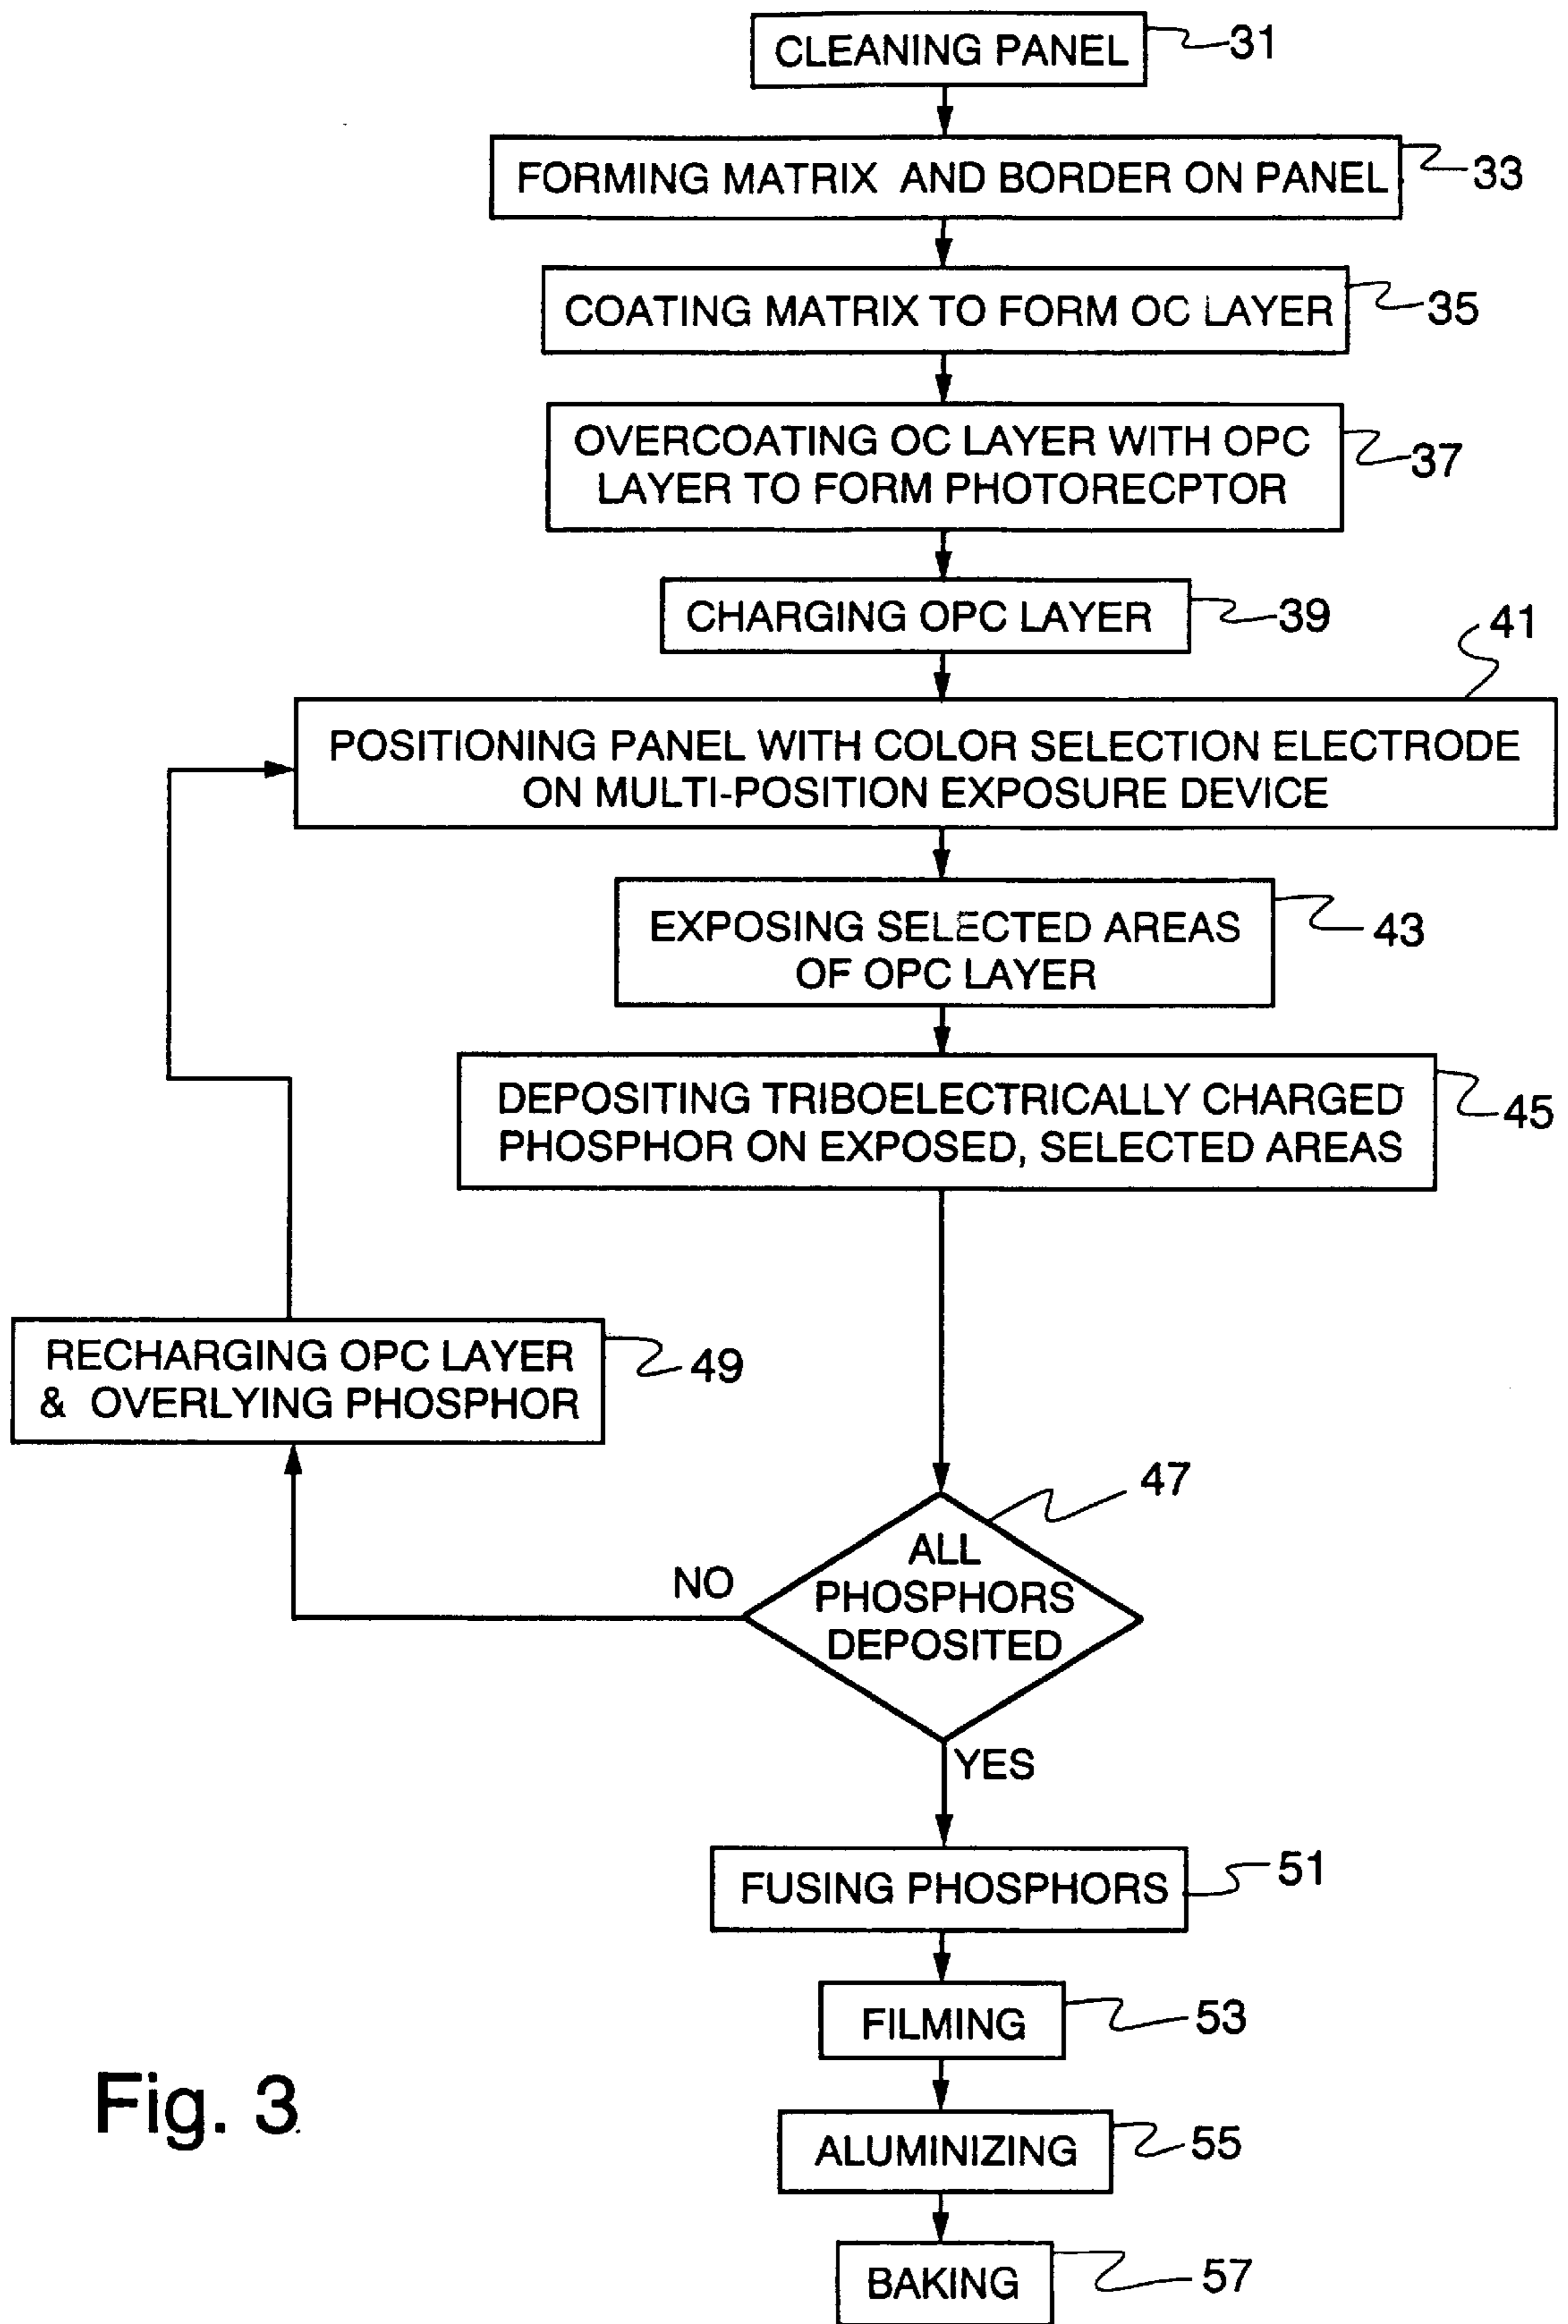 CLEANING PANEL
31
FORMING MATRIX AND BORDER ON PANEL
33
COATING MATRIX TO FORM OC LAYER
35
OVERCOATING OC LAYER WITH OPC
LAYER TO FORM PHOTORECPTOR
37
CHARGING OPC LAYER
39
41
POSITIONING PANEL WITH COLOR SELECTION ELECTRODE
ON MULTI-POSITION EXPOSURE DEVICE
EXPOSING SELECTED AREAS
OF OPC LAYER
43
DEPOSITING TRIBOELECTRICALLY CHARGED
PHOSPHOR ON EXPOSED, SELECTED AREAS
45
RECHARGING OPC LAYER
& OVERLYING PHOSPHOR
49
47
ALL
PHOSPHORS
DEPOSITED
NO
YES
FUSING PHOSPHORS
51
FILMING
53
ALUMINIZING
55
BAKING
57
Fig. 3